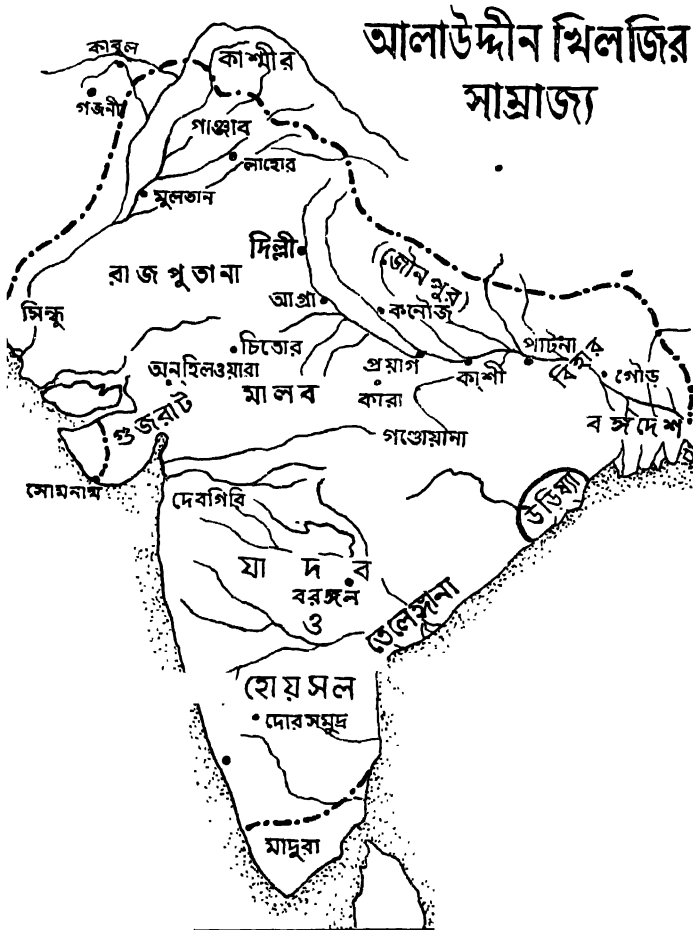 আলাউদ্দীন খিলজির
সাম্রাজ্য
কাবুল
কাশ্মীর
গজনী
পাঞ্জাব
লাহোর
মুলতান
দিল্লী
(জৌনপুর)
রাজপুতানা
আগ্রা
কনৌজ
সিন্ধু
চিতোর
পাটনা
বিহার
অন্হিলওয়ারা
প্রয়াগ
কাশী
গৌড়
মালব
কারা
গুজরাট
বঙ্গদেশ
গণ্ডোয়ানা
সোমনাথ
দেবগিরি
উড়িষ্যা
যাদব
বরঙ্গল
ও
তেলেঙ্গানা
হোয়সল
দোরসমুদ্র
মাদুরা